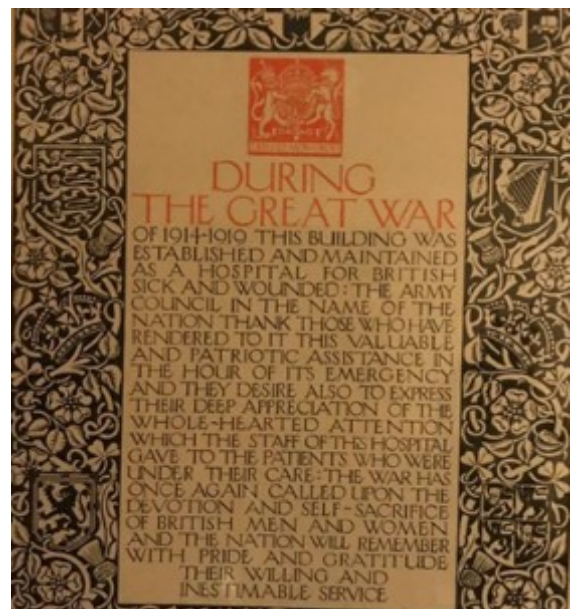 DURING
THE GREAT WAR
OF 1914-1919 THIS BUILDING WAS
ESTABLISHED AND MAINTAINED
AS A HOSPITAL FOR BRITISH
SICK AND WOUNDED: THE ARMY
COUNCIL IN THE NAME OF THE
NATION THANK THOSE WHO HAVE
RENDERED TO IT THIS VALUABLE
AND PATRIOTIC ASSISTANCE IN
THE HOUR OF ITS EMERGENCY
AND THEY DESIRE ALSO TO EXPRESS
THEIR DEEP APPRECIATION OF THE
WHOLE-HEARTED ATTENTION
WHICH THE STAFF OF THIS HOSPITAL
GAVE TO THE PATIENTS WHO WERE
UNDER THEIR CARE: THE WAR HAS
ONCE AGAIN CALLED UPON THE
DEVOTION AND SELF-SACRIFICE
OF BRITISH MEN AND WOMEN
AND THE NATION WILL REMEMBER
WITH PRIDE AND GRATITUDE
THEIR WILLING AND
INESTIMABLE SERVICE